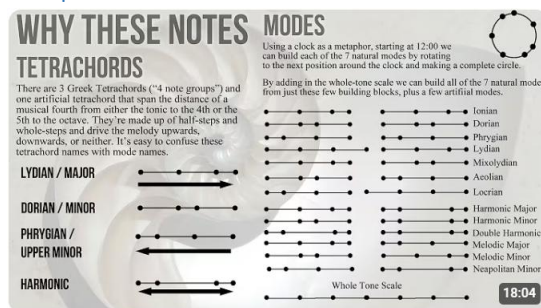 WHY THESE NOTES
TETRACHORDS
There are 3 Greek Tetrachords ("4 note groups") and
one artificial tetrachord that span the distance of a
musical fourth from either the tonic to the 4th or the
5th to the octave. They're made up of half-steps and
whole-steps and drive the melody upwards,
downwards, or neither. It's easy to confuse these
tetrachord names with mode names.
LYDIAN / MAJOR
DORIAN / MINOR
PHRYGIAN /
UPPER MINOR
HARMONIC
MODES
Using a clock as a metaphor, starting at 12:00 we
can build each of the 7 natural modes by rotating
to the next position around the clock and making a complete circle.
By adding in the whole-tone scale we can build all of the 7 natural mode
from just these few building blocks, plus a few artifiial modes.
Ionian
Dorian
Phrygian
Lydian
Mixolydian
Aeolian
Locrian
Harmonic Major
Harmonic Minor
Double Harmonic
Melodic Major
Melodic Minor
Neapolitan Minor
Whole Tone Scale
18:04